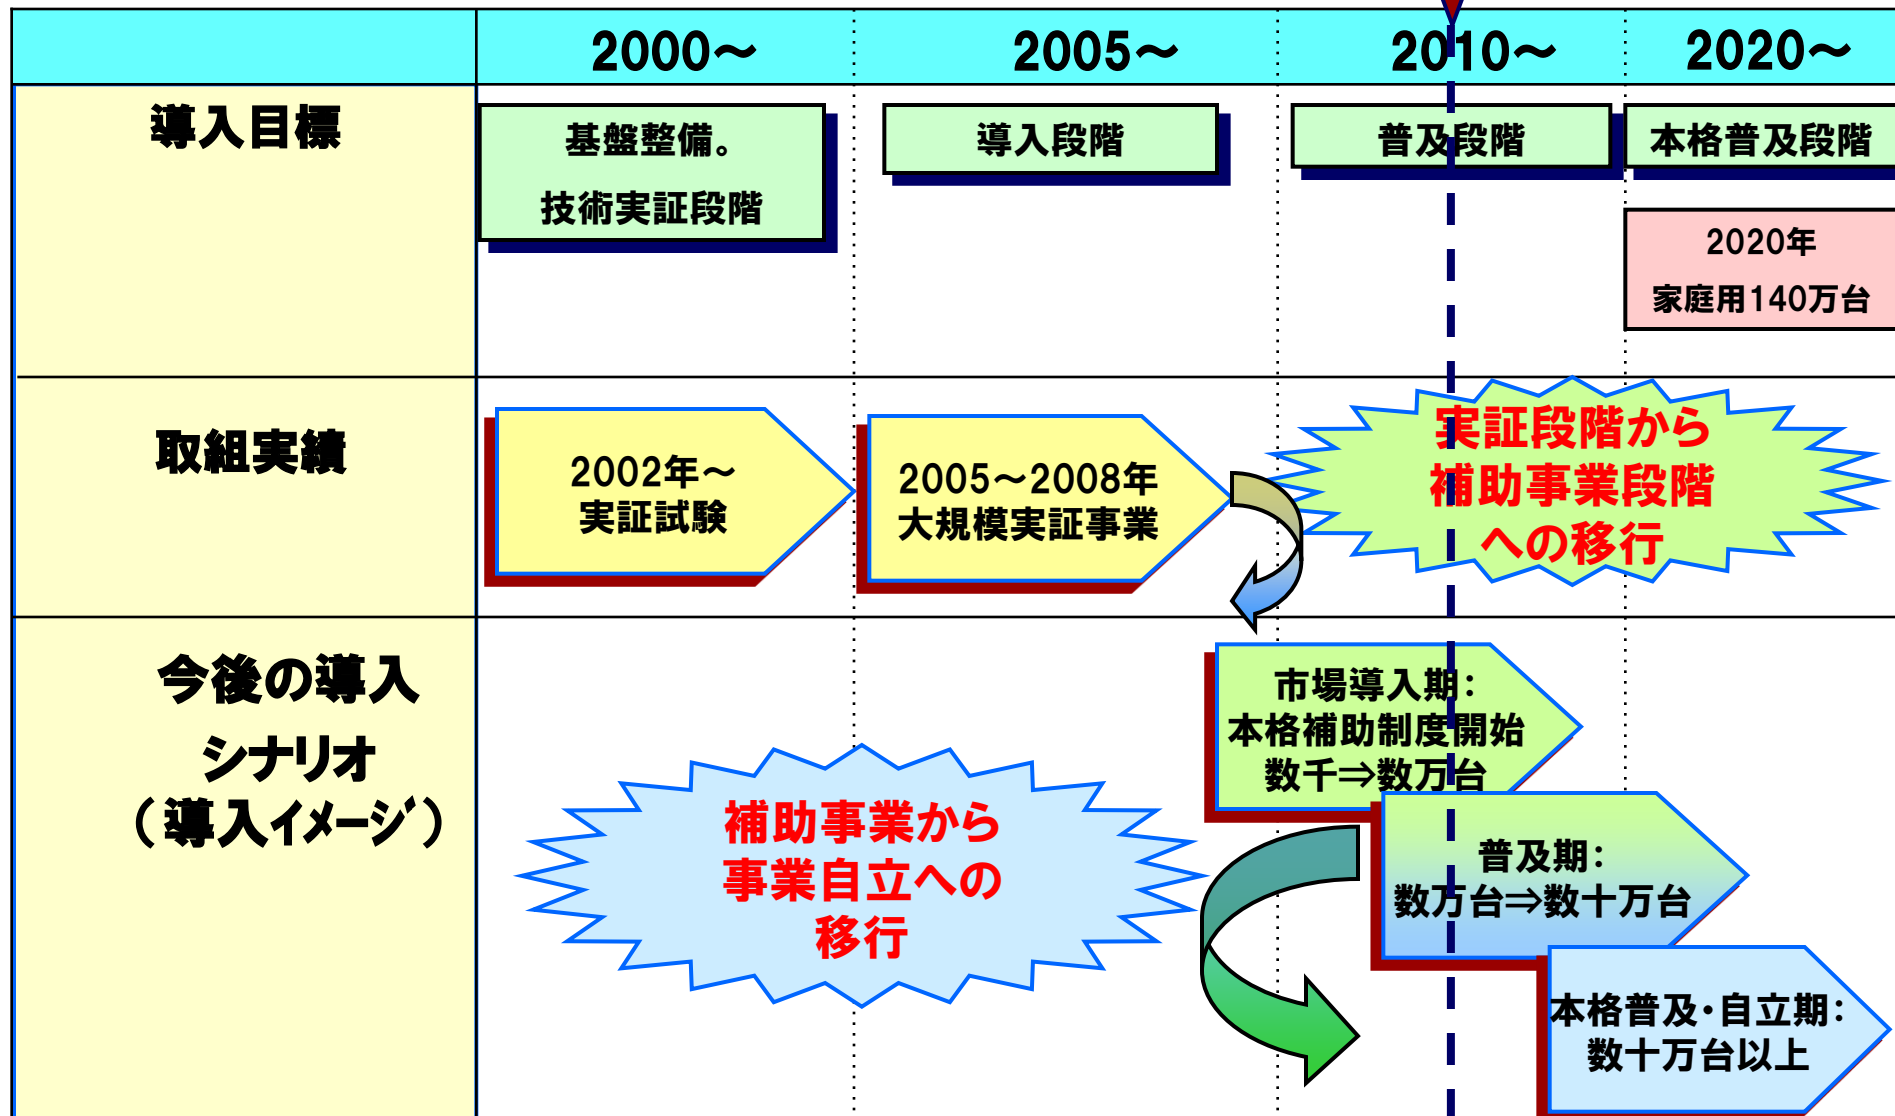 2000～
2005～
2010～
2020～
導入目標
基盤整備。
技術実証段階
導入段階
普及段階
本格普及段階
2020年
家庭用140万台
取組実績
2002年～
実証試験
2005～2008年
大規模実証事業
実証段階から
補助事業段階
への移行
今後の導入
シナリオ
（導入イメージ）
補助事業から
事業自立への
移行
市場導入期：
本格補助制度開始
数千⇒数万台
普及期：
数万台⇒数十万台
本格普及・自立期：
数十万台以上